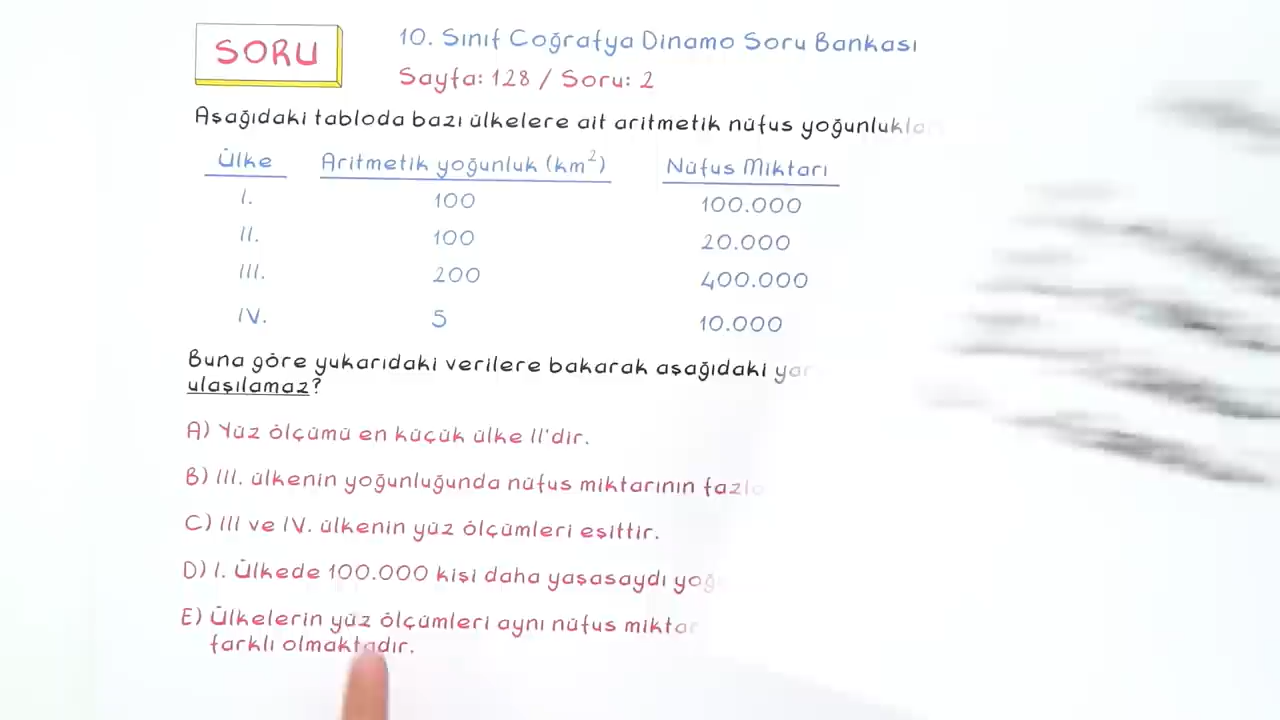 SORU
10. Sınıf Coğrafya Dinamo Soru Bankası
Sayfa: 128 / Soru: 2
Aşağıdaki tabloda bazı ülkelere ait aritmetik nüfus
Ülke Aritmetik yoğunluk (km²) Nüfus Miktarı
I. 100 100.000
II. 100 20.000
III. 200 400.000
IV. 5 10.000
Buna göre yukarıdaki verilere bakarak aşağıdaki
ulaşılamaz?
A) Yüz ölçümü en küçük ülke II'dir.
B) III. ülkenin yoğunluğunda nüfus miktarının
C) III ve IV. ülkenin yüz ölçümleri eşittir.
D) I. Ülkede 100.000 kişi daha yaşasaydı
E) Ülkelerin yüz ölçümleri aynı nüfus
farklı olmaktadır.